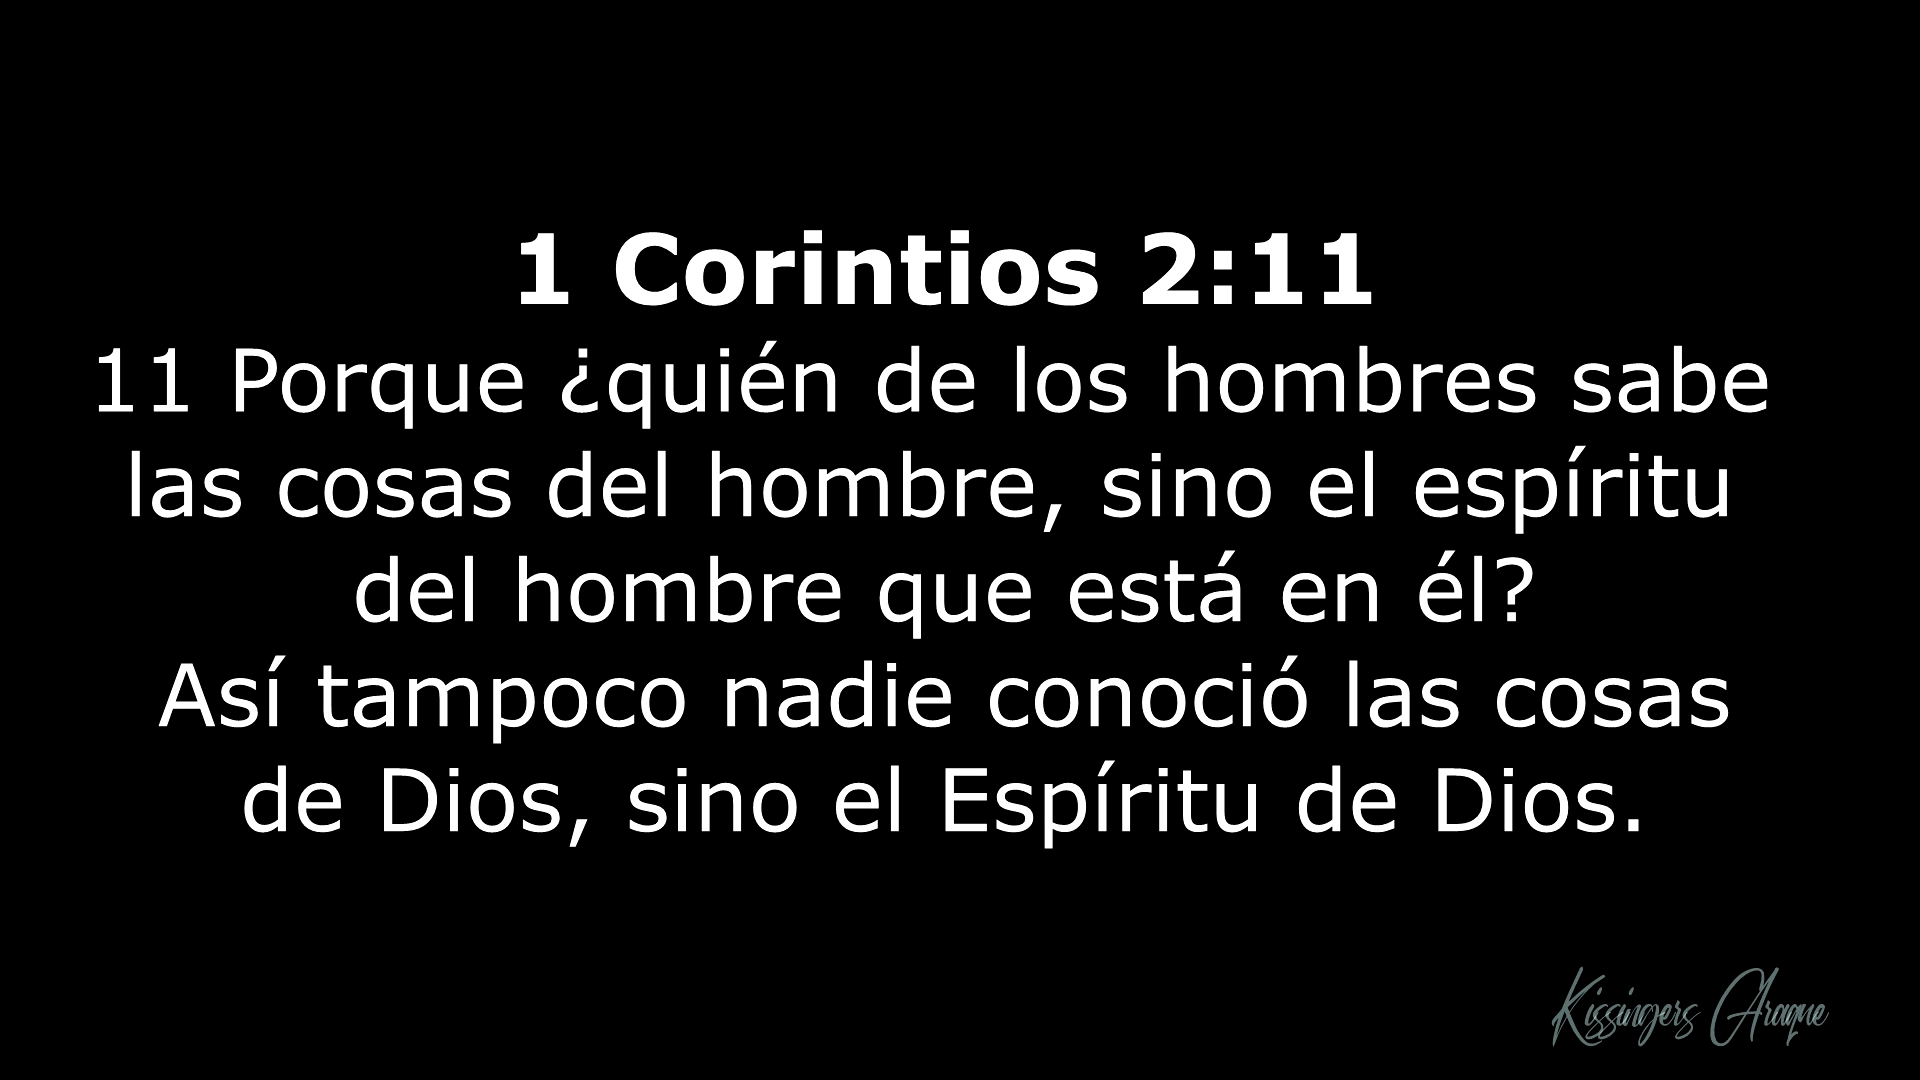 1 Corintios 2:11
11 Porque ¿quién de los hombres sabe
las cosas del hombre, sino el espíritu
del hombre que está en él?
Así tampoco nadie conoció las cosas
de Dios, sino el Espíritu de Dios.
Kissingers Araque